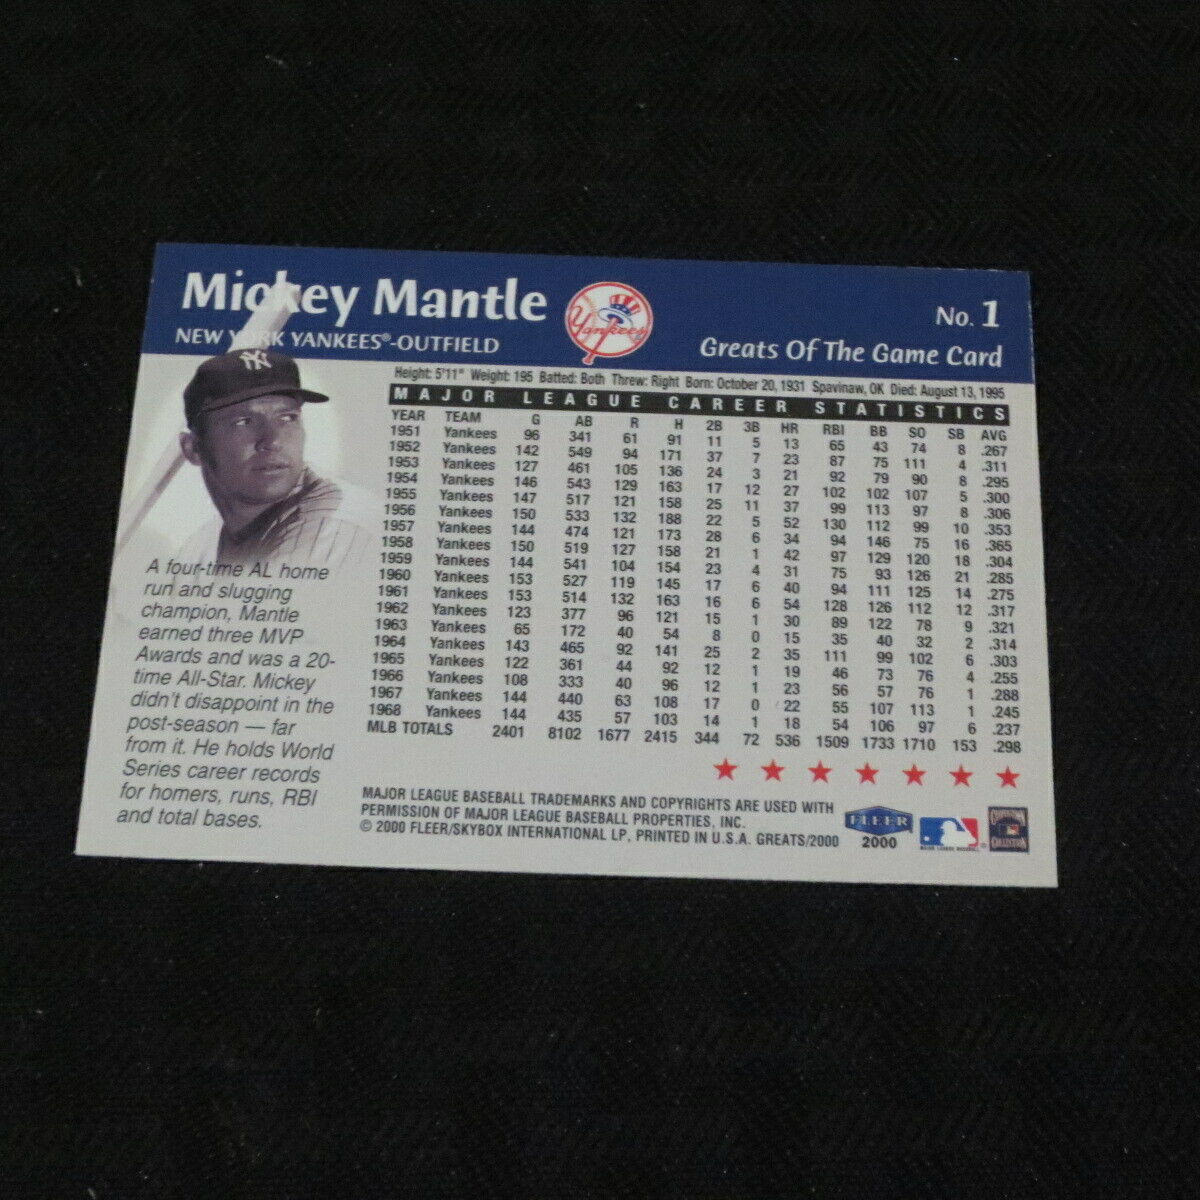 Mickey Mantle
Yankees
No. 1
NEW YORK YANKEES®-OUTFIELD
Greats Of The Game Card
NY
Height: 5'11" Weight: 195 Batted: Both Threw: Right Born: October 20, 1931 Spavinaw, OK Died: August 13, 1995
MAJOR LEAGUE CAREER STATISTICS
YEAR TEAM G AB R H 2B 3B HR RBI BB SO SB AVG
1951 Yankees 96 341 61 91 11 5 13 65 43 74 8 .267
1952 Yankees 142 549 94 171 37 7 23 87 75 111 4 .311
1953 Yankees 127 461 105 136 24 3 21 92 79 90 8 .295
1954 Yankees 146 543 129 163 17 12 27 102 102 107 5 .300
1955 Yankees 147 517 121 158 25 11 37 99 113 97 8 .306
1956 Yankees 150 533 132 188 22 5 52 130 112 99 10 .353
1957 Yankees 144 474 121 173 28 6 34 94 146 75 16 .365
1958 Yankees 150 519 127 158 21 1 42 97 129 120 18 .304
1959 Yankees 144 541 104 154 23 4 31 75 93 126 21 .285
1960 Yankees 153 527 119 145 17 6 40 94 111 125 14 .275
1961 Yankees 153 514 132 163 16 6 54 128 126 112 12 .317
1962 Yankees 123 377 96 121 15 1 30 89 122 78 9 .321
1963 Yankees 65 172 40 54 8 0 15 35 40 32 2 .314
1964 Yankees 143 465 92 141 25 2 35 111 99 102 6 .303
1965 Yankees 122 361 44 92 12 1 19 46 73 76 4 .255
1966 Yankees 108 333 40 96 12 1 23 56 57 76 1 .288
1967 Yankees 144 440 63 108 17 0 22 55 107 113 1 .245
1968 Yankees 144 435 57 103 14 1 18 54 106 97 6 .237
MLB TOTALS 2401 8102 1677 2415 344 72 536 1509 1733 1710 153 .298
A four-time AL home
run and slugging
champion, Mantle
earned three MVP
Awards and was a 20-
time All-Star. Mickey
didn't disappoint in the
post-season — far
from it. He holds World
Series career records
for homers, runs, RBI
and total bases.
MAJOR LEAGUE BASEBALL TRADEMARKS AND COPYRIGHTS ARE USED WITH
PERMISSION OF MAJOR LEAGUE BASEBALL PROPERTIES, INC.
© 2000 FLEER/SKYBOX INTERNATIONAL LP, PRINTED IN U.S.A. GREATS/2000
FLEER
2000
MAJOR LEAGUE BASEBALL